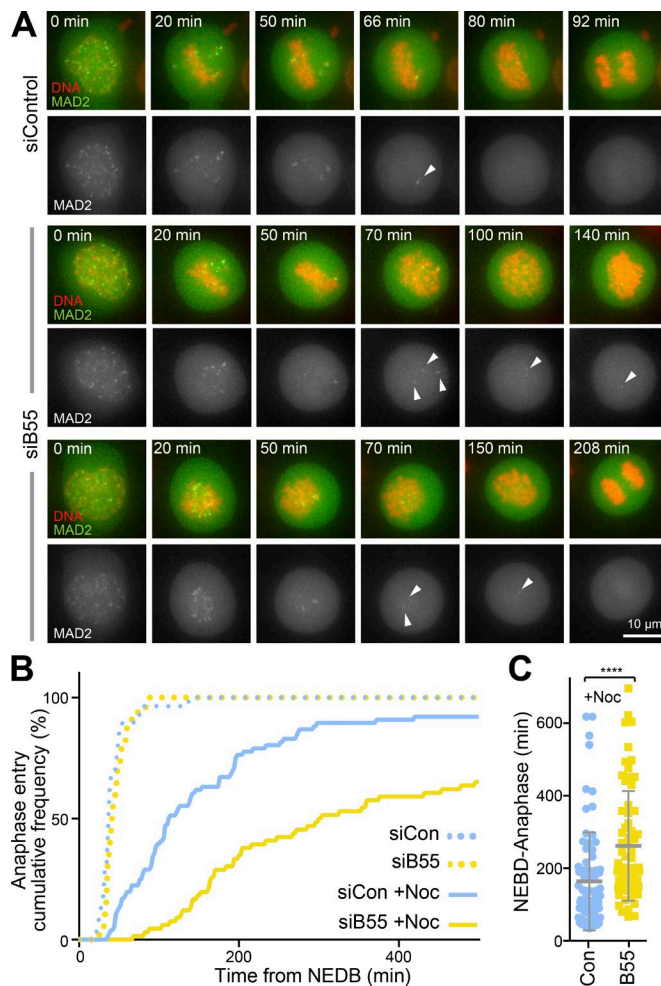 A
siControl
0 min 20 min 50 min 66 min 80 min 92 min
DNA
MAD2
MAD2
siB55
0 min 20 min 50 min 70 min 100 min 140 min
DNA
MAD2
MAD2
0 min 20 min 50 min 70 min 150 min 208 min
DNA
MAD2
MAD2
10 µm
B
Anaphase entry
cumulative frequency (%)
100
50
0
0 200 400
Time from NEDB (min)
siCon
siB55
siCon +Noc
siB55 +Noc
C
****
+Noc
NEBD-Anaphase (min)
600
400
200
0
Con
B55